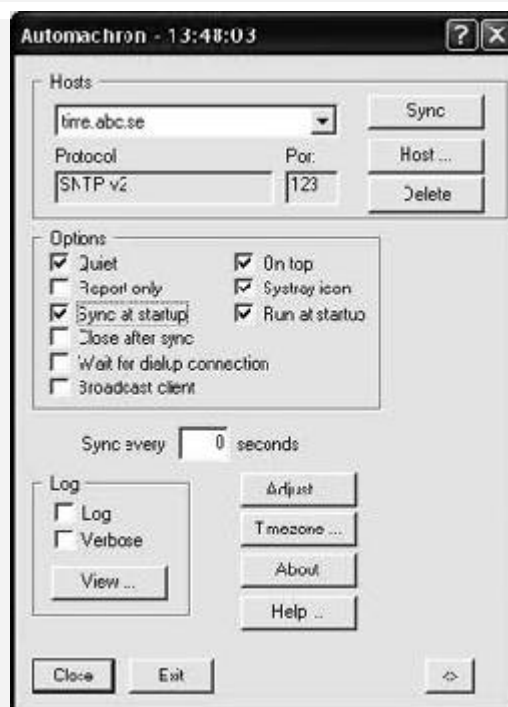 Automachron - 13:48:03
Hosts
time.abc.se
Sync
Protocol
Port
Host ...
SNTP v2
123
Delete
Options
Quiet
On top
Report only
Systray icon
Sync at startup
Run at startup
Close after sync
Wait for dialup connection
Broadcast client
Sync every 0 seconds
Log
Log
Verbose
View ...
Adjust
Timezone ...
About
Help ...
Close
Exit
<>